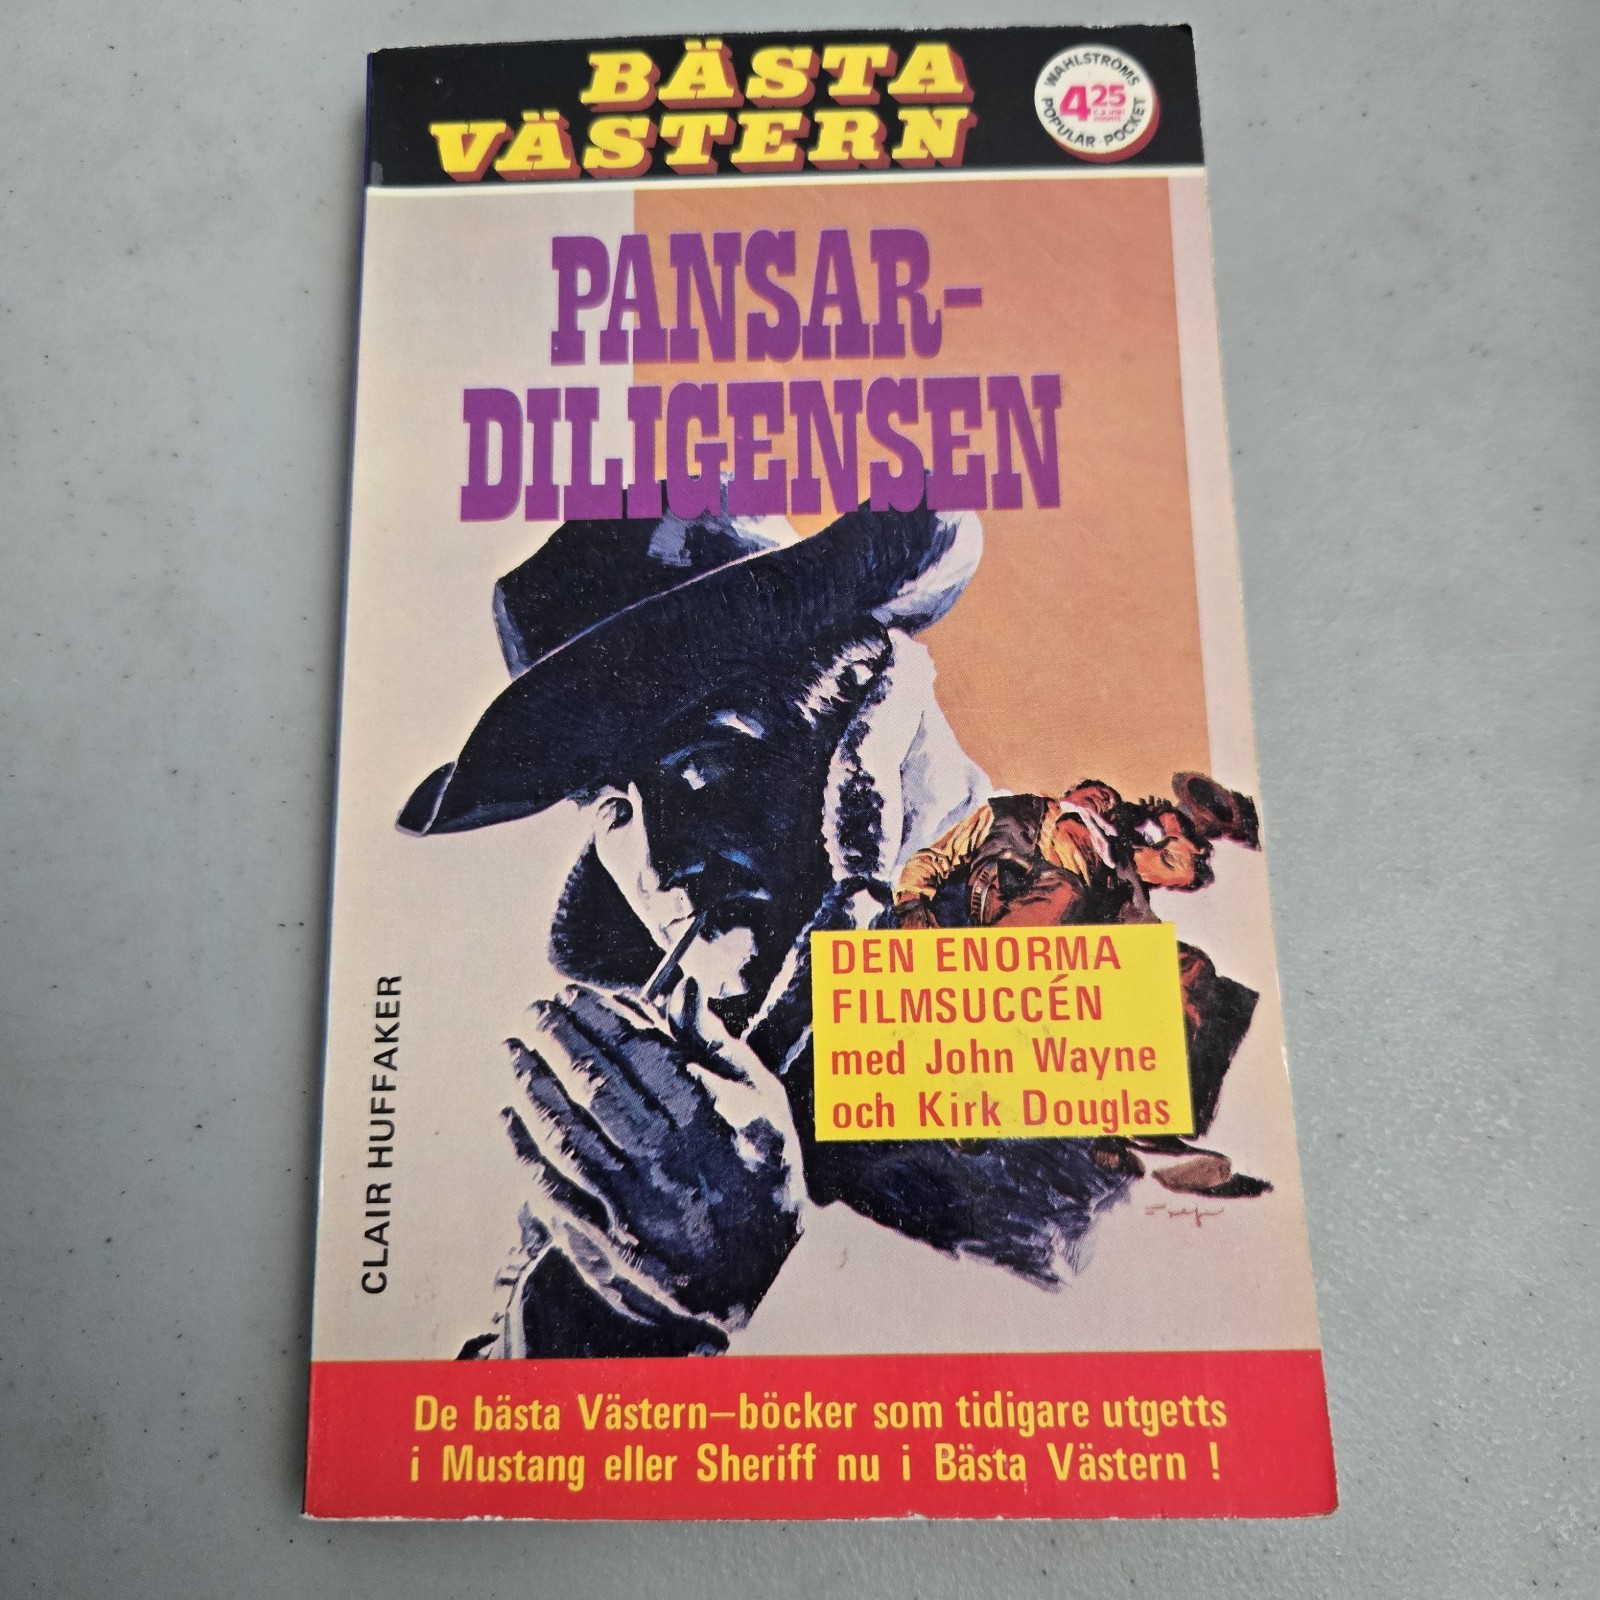 BÄSTA
VÄSTERN
WAHLSTRÖMS
4 25
POPULÄR-POCKET
PANSAR-
DILIGENSEN
DEN ENORMA
FILMSUCCÉN
med John Wayne
och Kirk Douglas
CLAIR HUFFAKER
De bästa Västern-böcker som tidigare utgetts
i Mustang eller Sheriff nu i Bästa Västern !